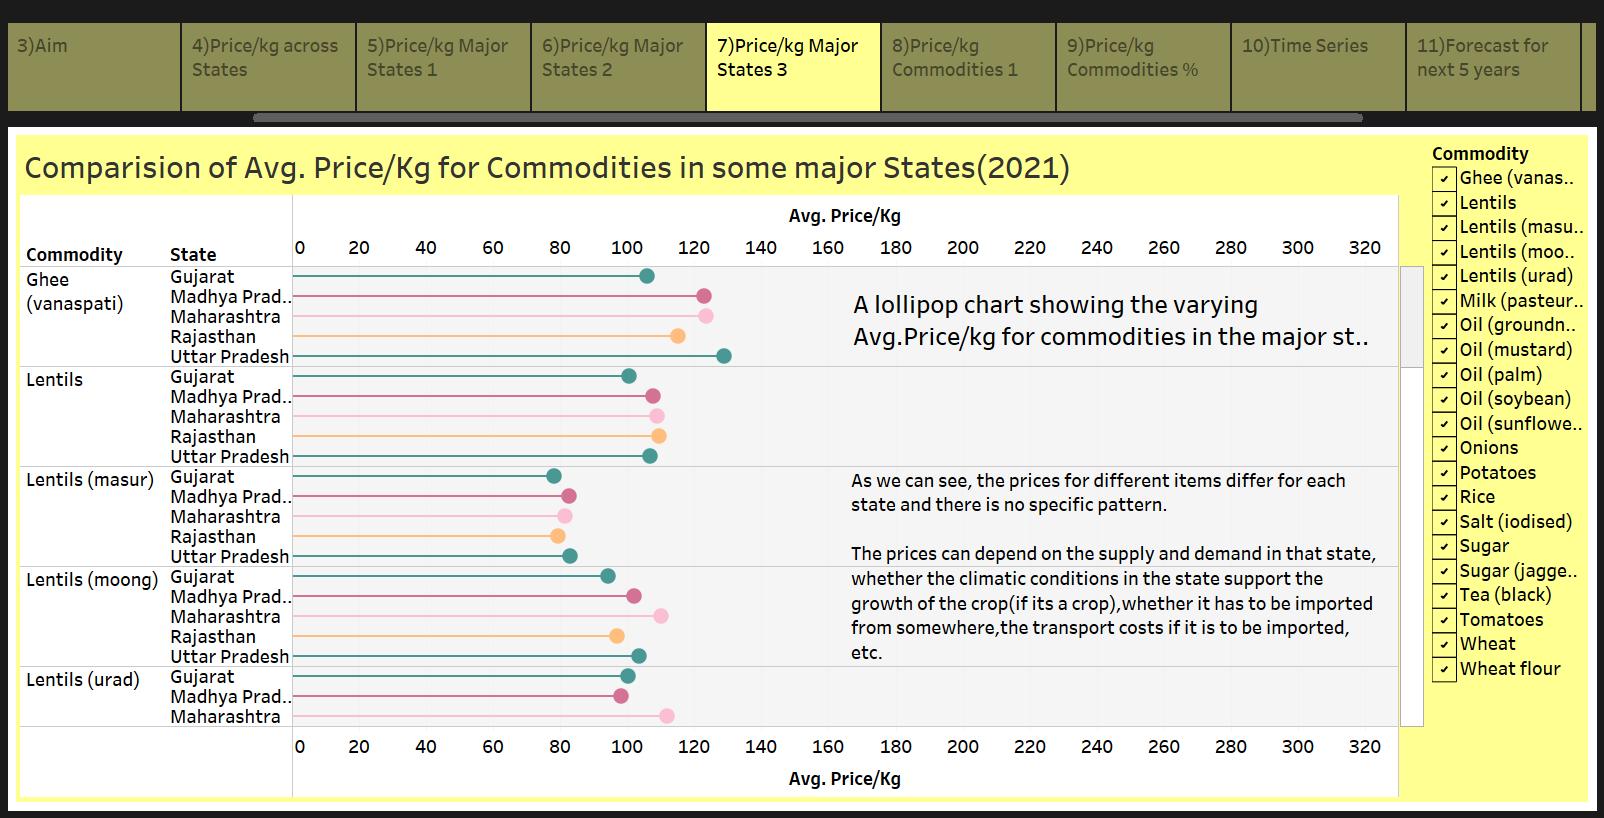 3)Aim
4)Price/kg across
States
5)Price/kg Major
States 1
6)Price/kg Major
States 2
7)Price/kg Major
States 3
8)Price/kg
Commodities 1
9)Price/kg
Commodities %
10)Time Series
11)Forecast for
next 5 years
Comparision of Avg. Price/Kg for Commodities in some major States(2021)
Avg. Price/Kg
Commodity State 0 20 40 60 80 100 120 140 160 180 200 220 240 260 280 300 320
Ghee
(vanaspati)
Gujarat
Madhya Prad..
Maharashtra
Rajasthan
Uttar Pradesh
A lollipop chart showing the varying
Avg.Price/kg for commodities in the major st..
Lentils
Gujarat
Madhya Prad..
Maharashtra
Rajasthan
Uttar Pradesh
Lentils (masur)
Gujarat
Madhya Prad..
Maharashtra
Rajasthan
Uttar Pradesh
As we can see, the prices for different items differ for each
state and there is no specific pattern.
The prices can depend on the supply and demand in that state,
whether the climatic conditions in the state support the
growth of the crop(if its a crop),whether it has to be imported
from somewhere,the transport costs if it is to be imported,
etc.
Lentils (moong)
Gujarat
Madhya Prad..
Maharashtra
Rajasthan
Uttar Pradesh
Lentils (urad)
Gujarat
Madhya Prad..
Maharashtra
0 20 40 60 80 100 120 140 160 180 200 220 240 260 280 300 320
Avg. Price/Kg
Commodity
Ghee (vanas..
Lentils
Lentils (masu..
Lentils (moo..
Lentils (urad)
Milk (pasteur..
Oil (groundn..
Oil (mustard)
Oil (palm)
Oil (soybean)
Oil (sunflowe..
Onions
Potatoes
Rice
Salt (iodised)
Sugar
Sugar (jagge..
Tea (black)
Tomatoes
Wheat
Wheat flour